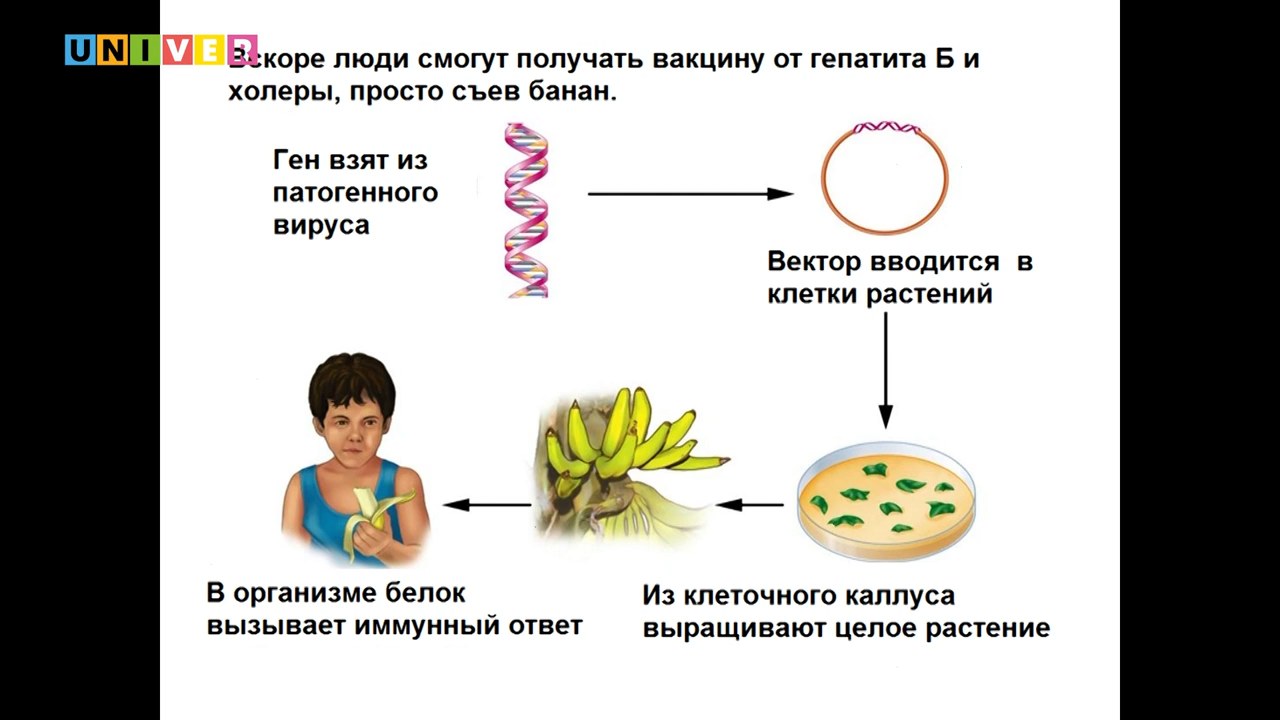 UNIVER
Вскоре люди смогут получать вакцину от гепатита Б и
холеры, просто съев банан.
Ген взят из
патогенного
вируса
Вектор вводится в
клетки растений
В организме белок
вызывает иммунный ответ
Из клеточного каллуса
выращивают целое растение